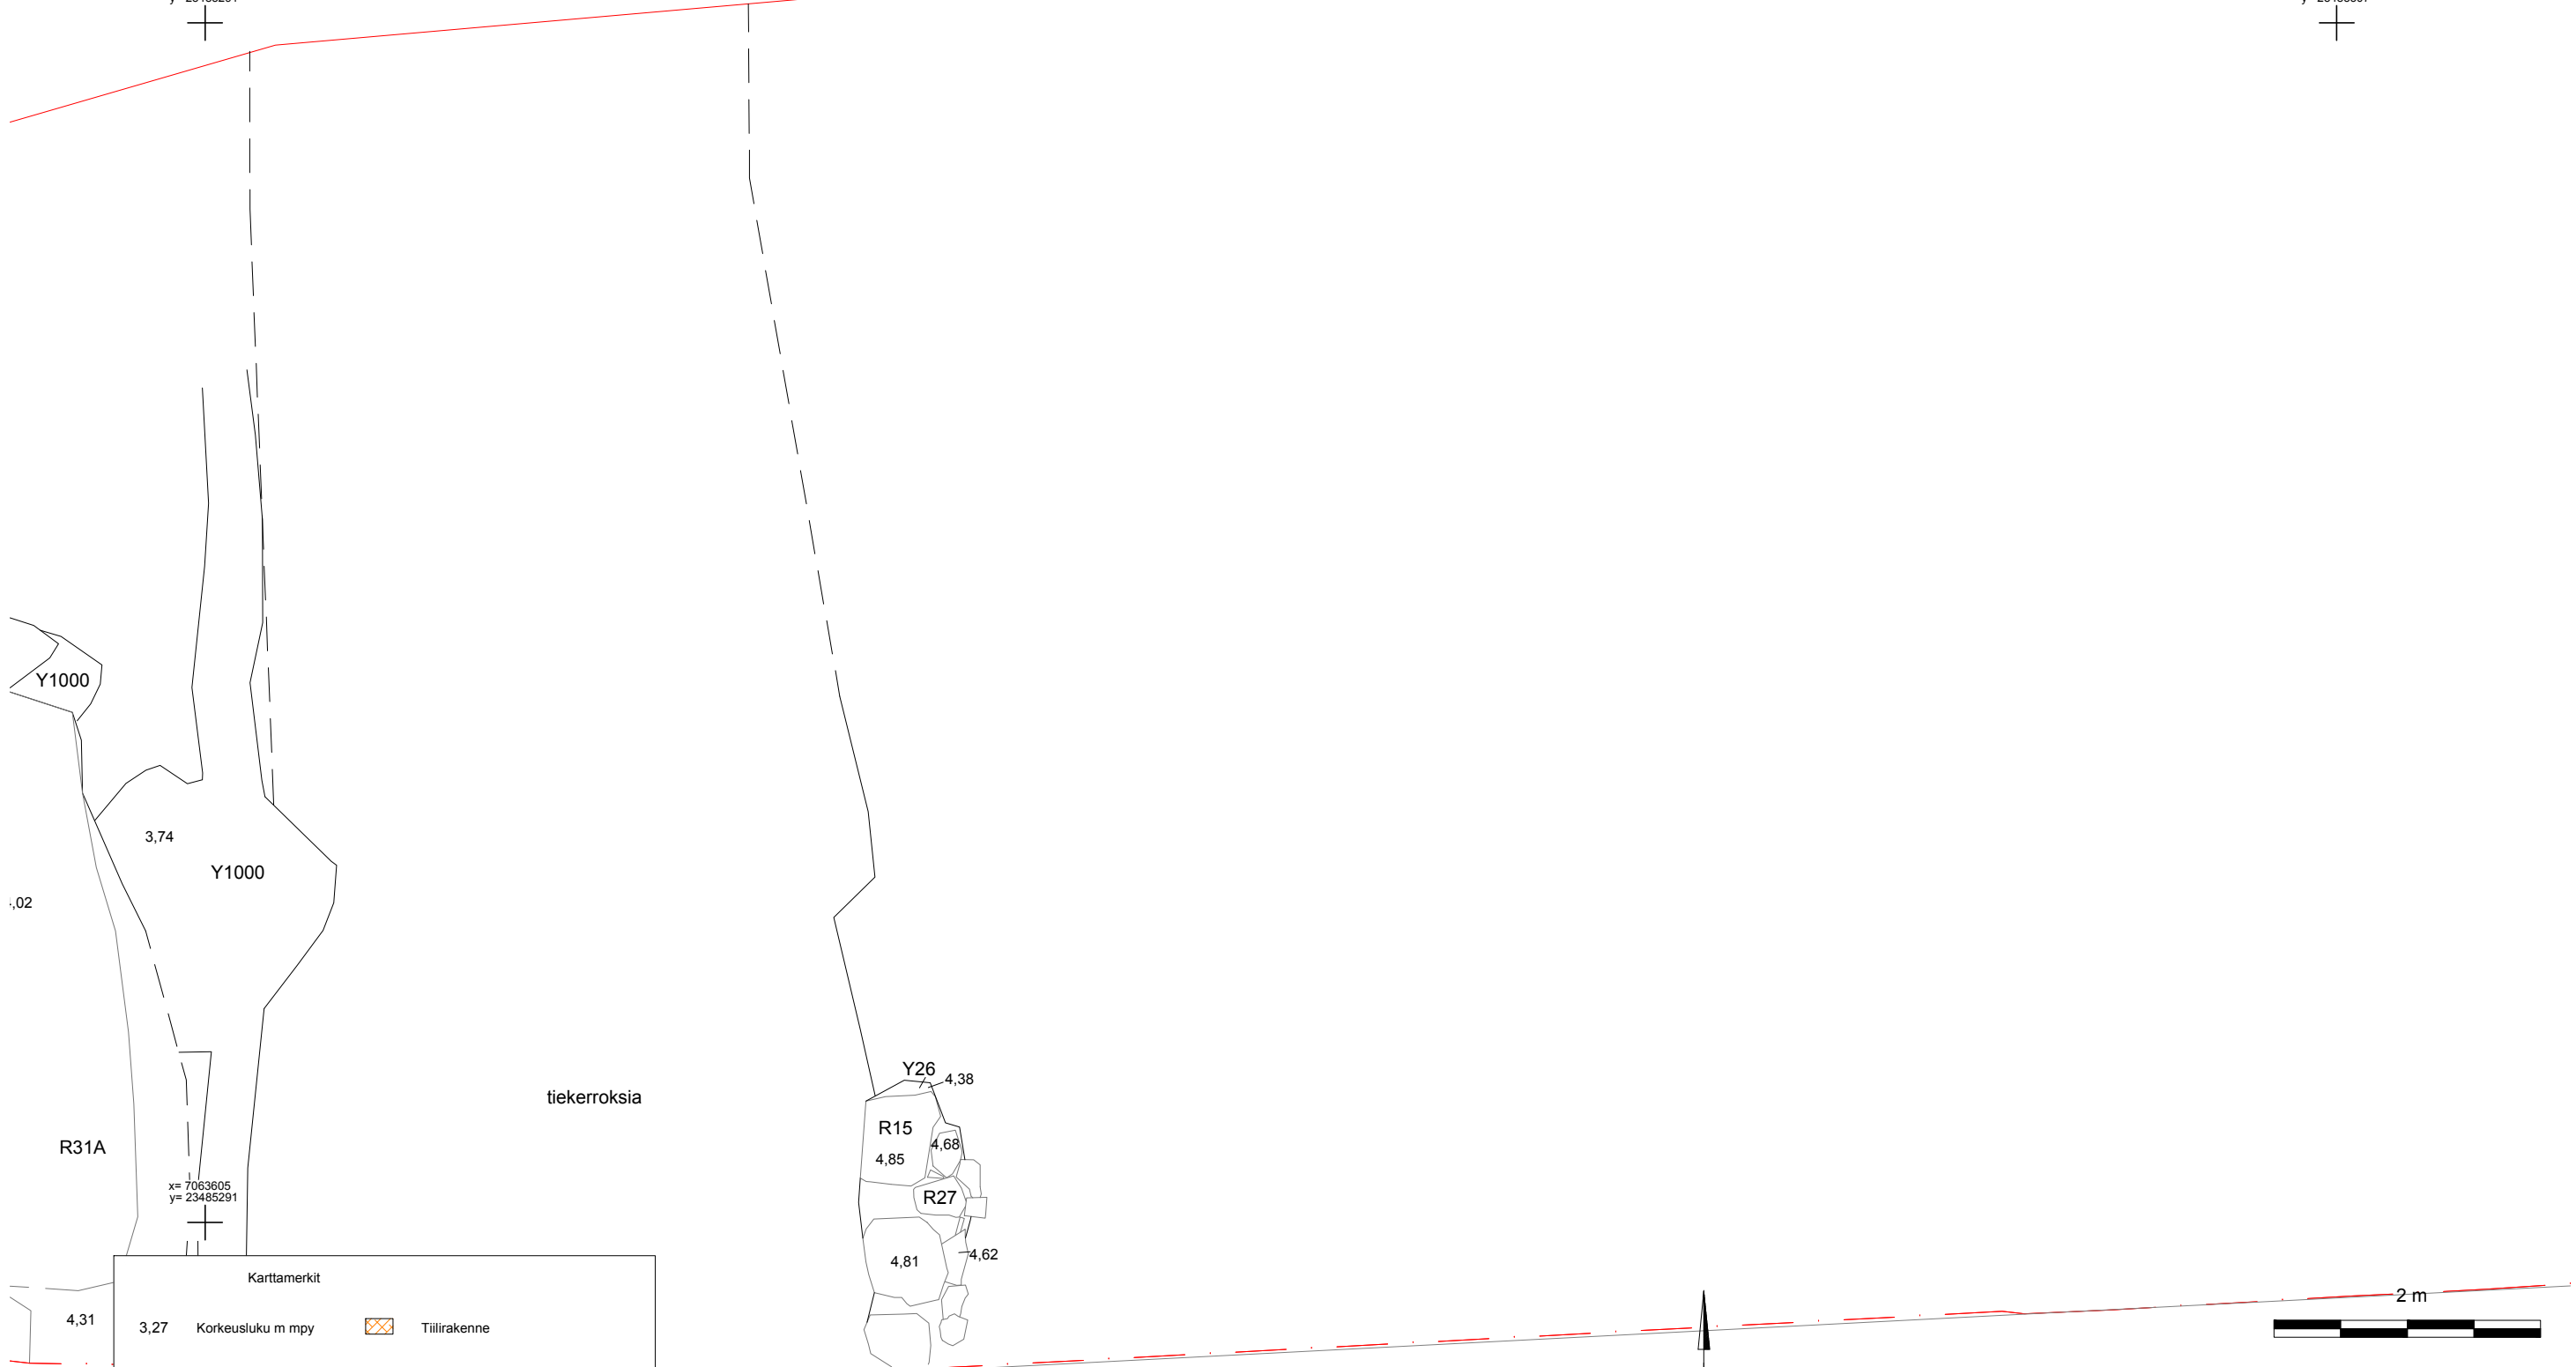 Y1000
3,74
Y1000
,02
Y26
4,38
tiekerroksia
R15
4,68
R31A
4,85
x= 7063605
y= 23485291
R27
4,62
4,81
Karttamerkit
2 m
4,31
3,27 Korkeusluku m mpy
Tiilirakenne